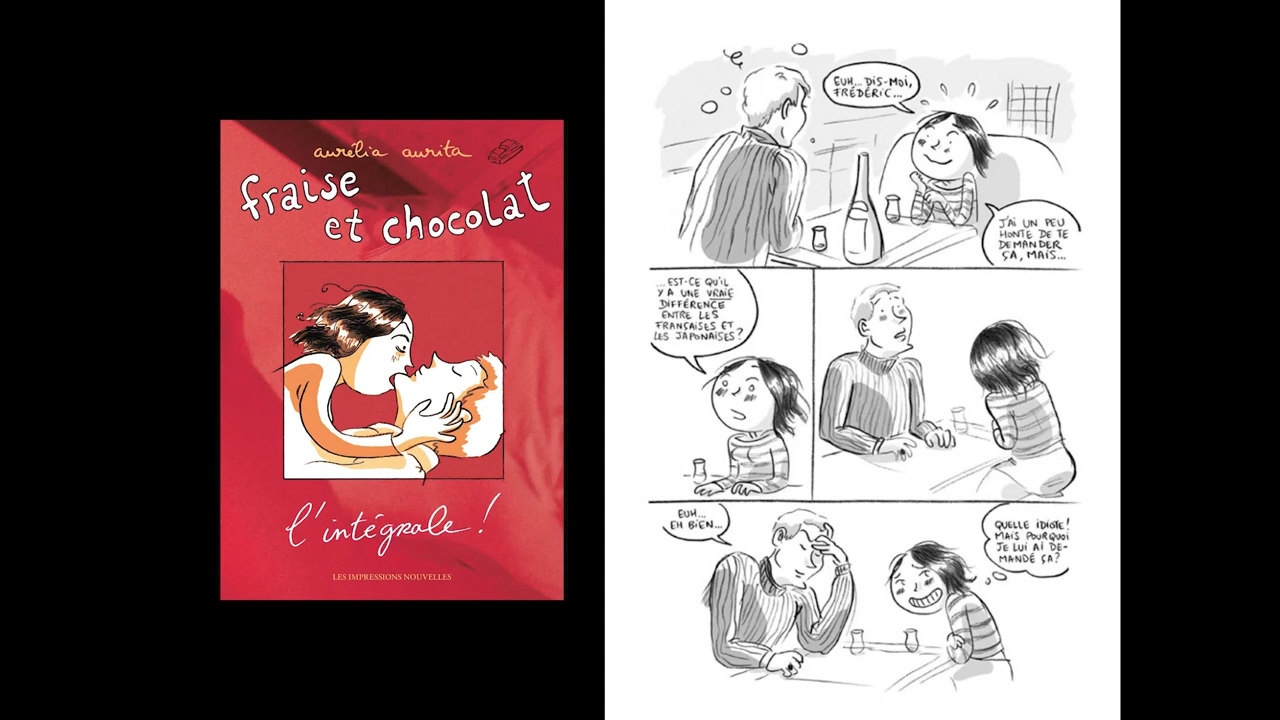 aurélia aurita
fraise
et chocolat
l'intégrale !
LES IMPRESSIONS NOUVELLES
EUH... DIS-MOI,
FRÉDÉRIC...
J'AI UN PEU
HONTE DE TE
DEMANDER
ÇA, MAIS...
...EST-CE QU'IL
Y A UNE VRAIE
DIFFÉRENCE
ENTRE LES
FRANÇAISES ET
LES JAPONAISES?
EUH...
EH BIEN...
QUELLE IDIOTE!
MAIS POURQUOI
JE LUI AI DE-
MANDÉ ÇA?